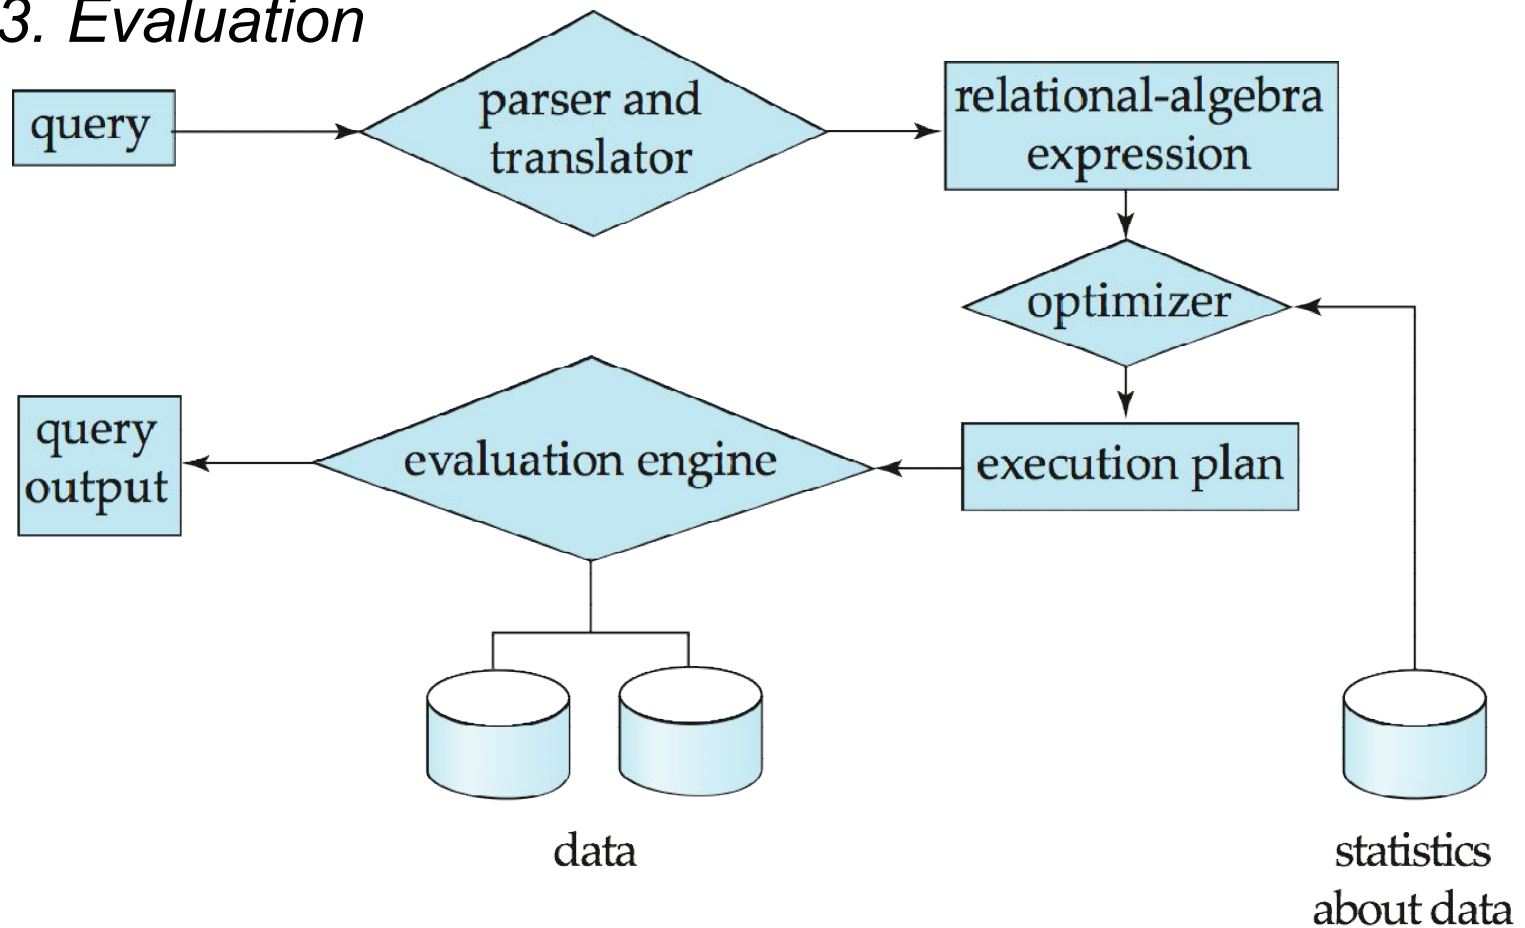 3. Evaluation
query
parser and
translator
relational-algebra
expression
optimizer
query
output
evaluation engine
execution plan
data
statistics
about data